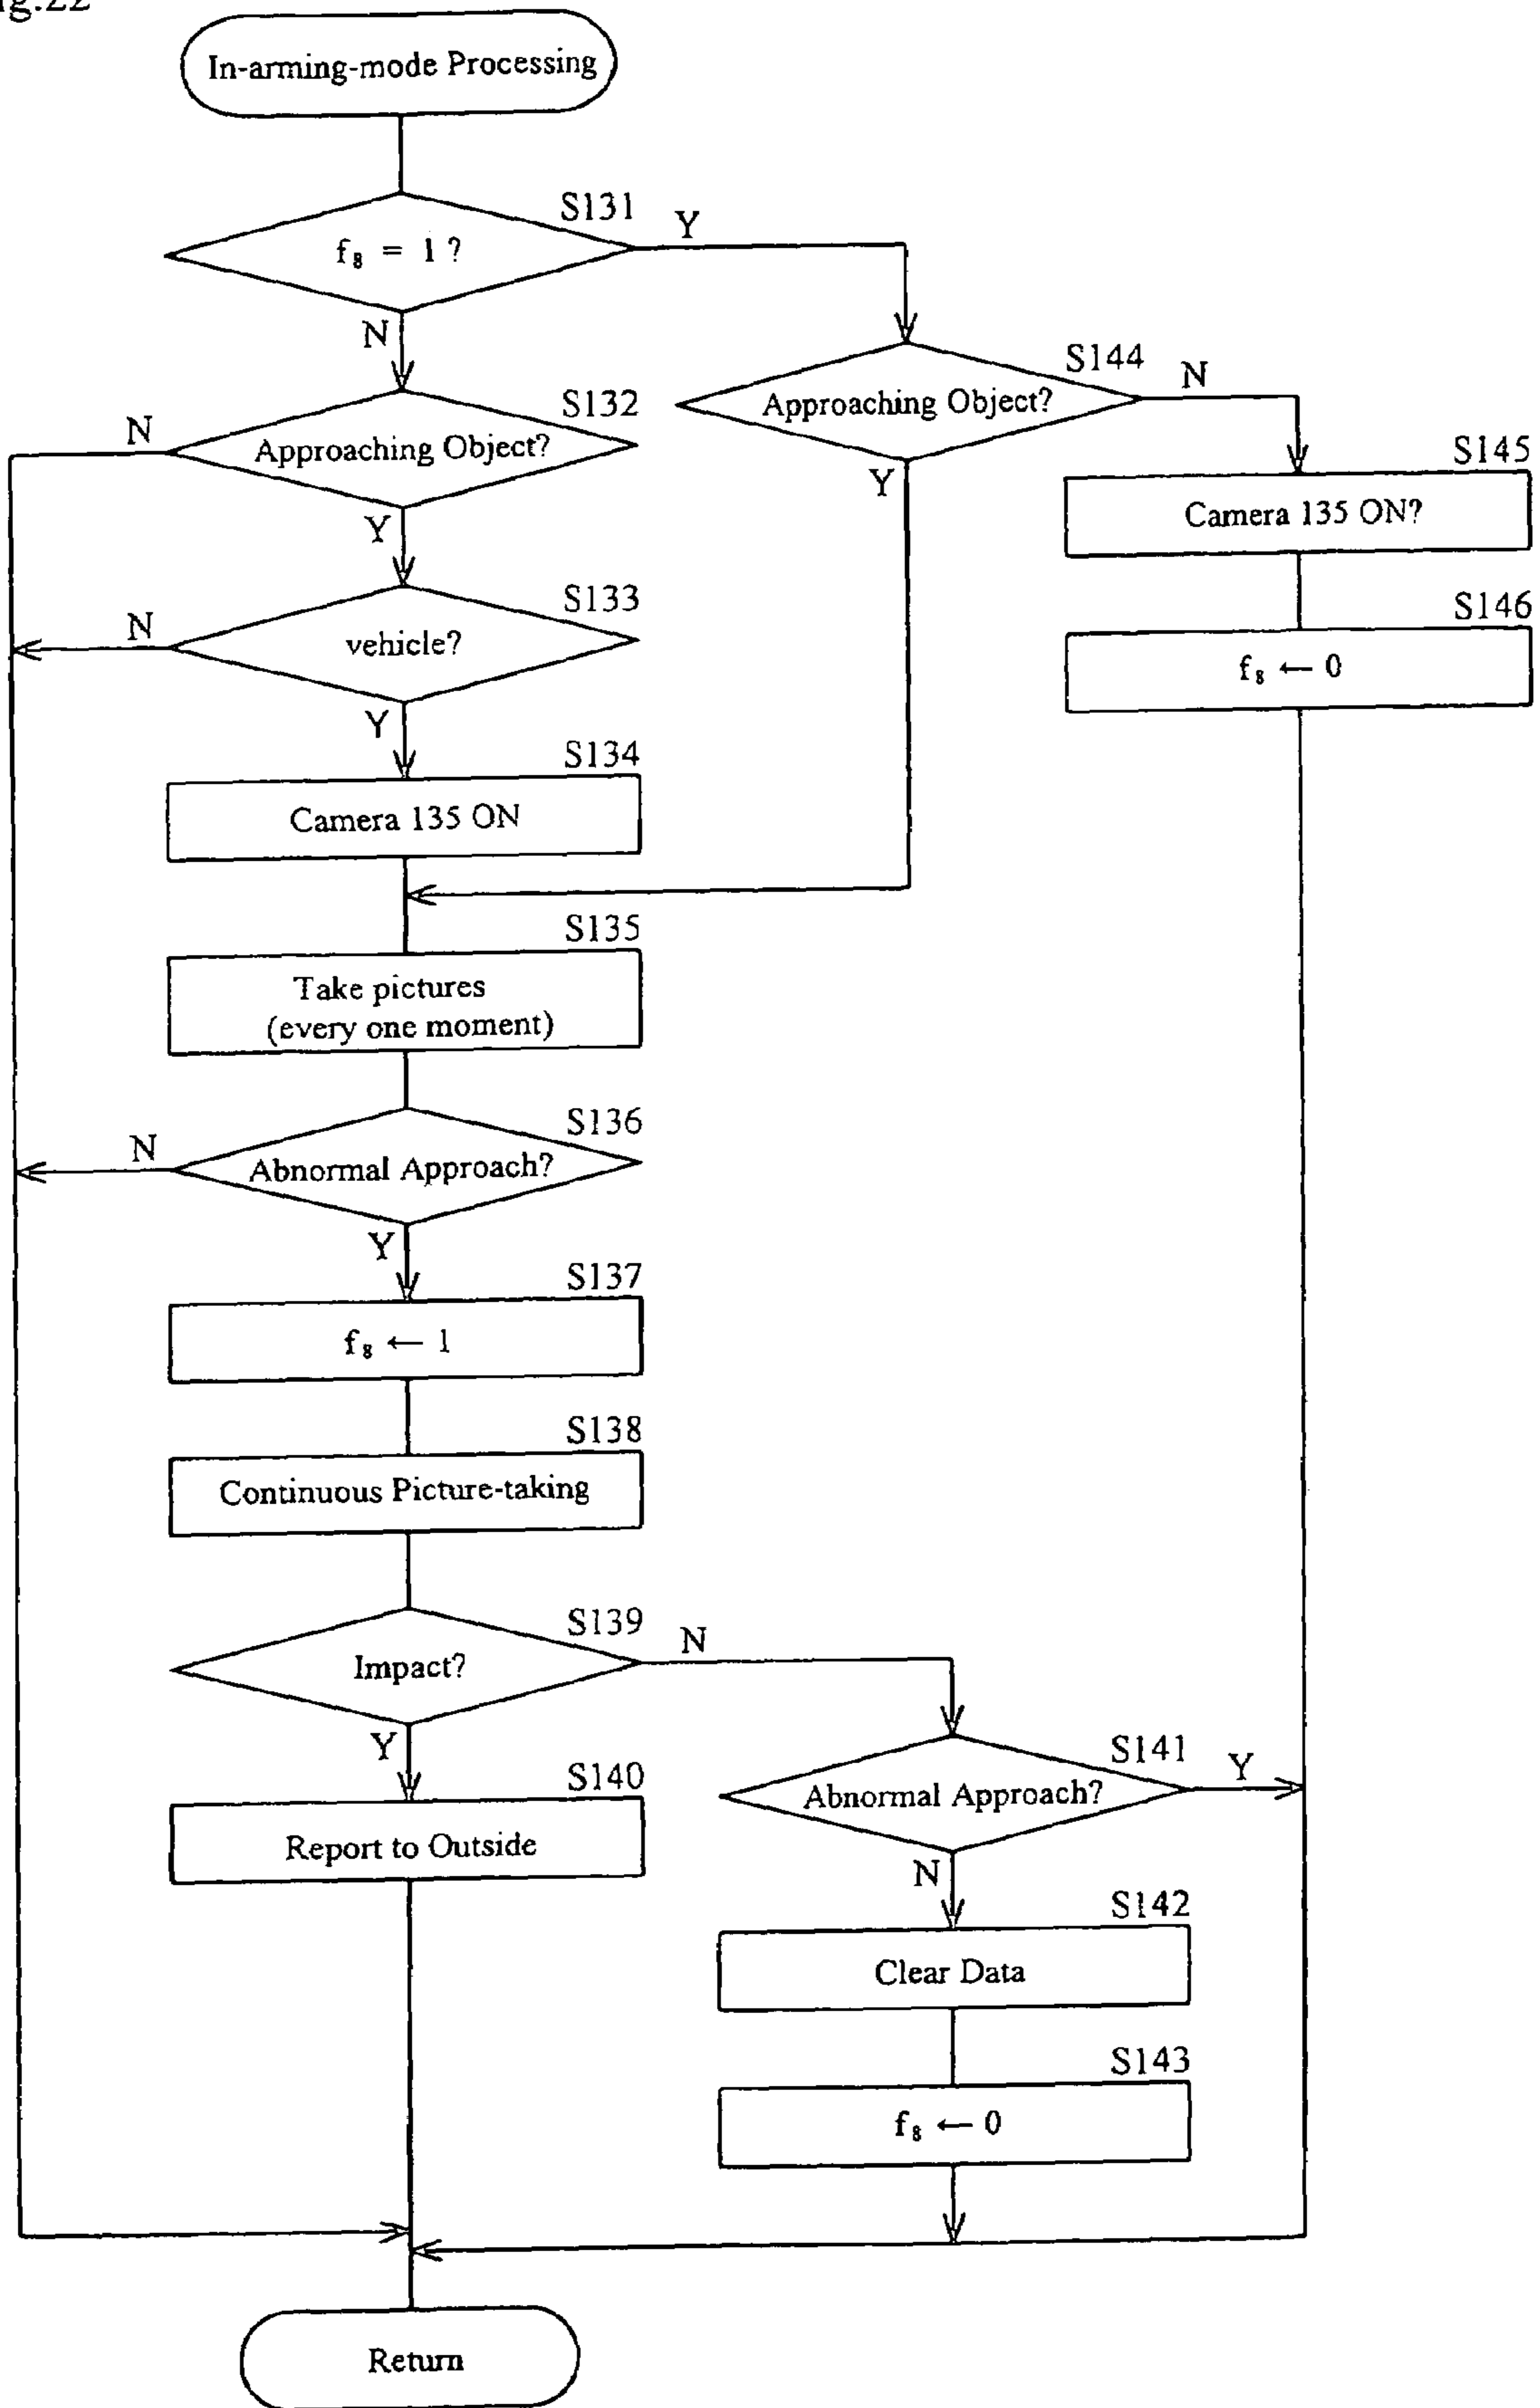 ig.22
In-arming-mode Processing
S131
f8 = 1 ?
Y
N
S132
Approaching Object?
N
Y
S144
Approaching Object?
N
Y
S145
Camera 135 ON?
S146
f8 ← 0
S133
vehicle?
N
Y
S134
Camera 135 ON
S135
Take pictures
(every one moment)
S136
Abnormal Approach?
N
Y
S137
f8 ← 1
S138
Continuous Picture-taking
S139
Impact?
N
Y
S140
Report to Outside
S141
Abnormal Approach?
Y
N
S142
Clear Data
S143
f8 ← 0
Return